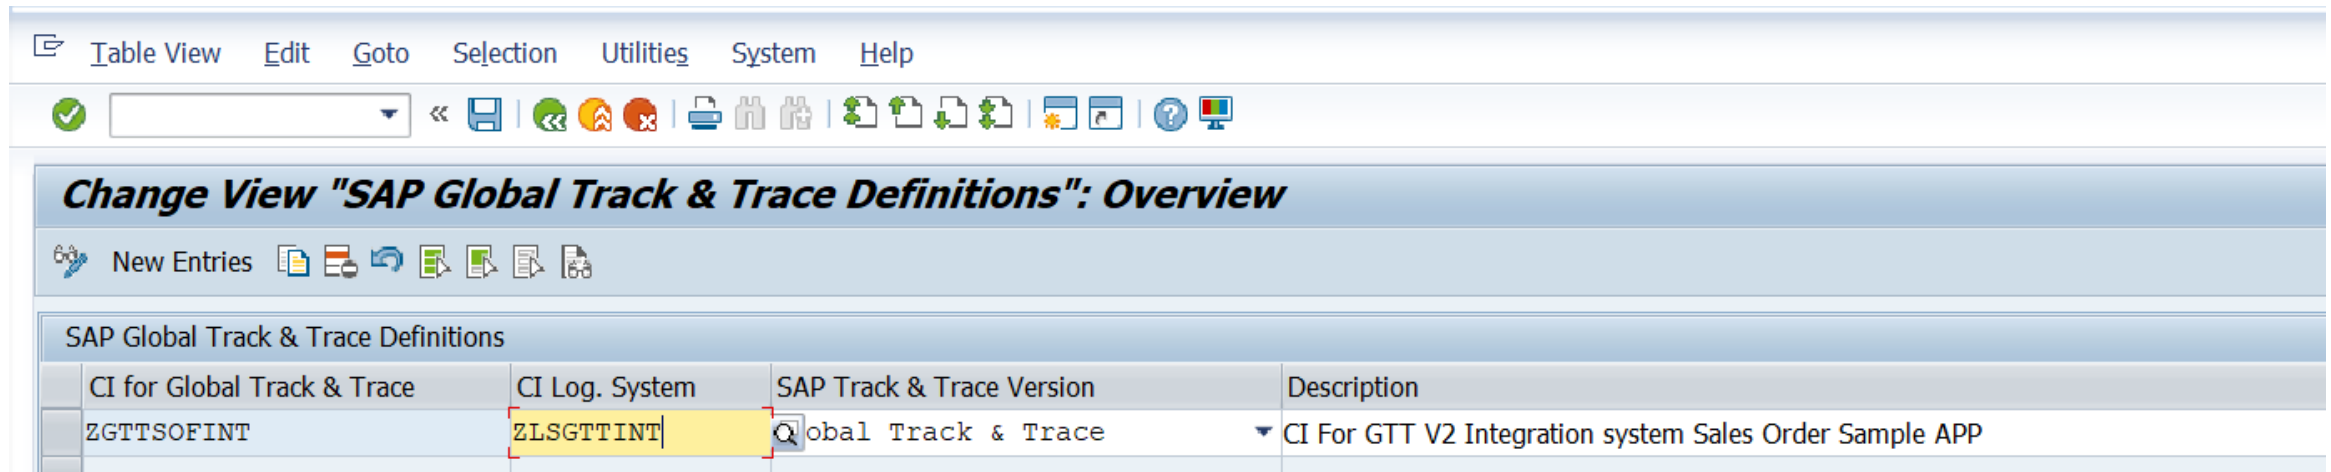 Table View Edit Goto Selection Utilities System Help
Change View "SAP Global Track & Trace Definitions": Overview
New Entries
SAP Global Track & Trace Definitions
CI for Global Track & Trace CI Log. System SAP Track & Trace Version Description
ZGTTSOFINT ZLSGTTINT obal Track & Trace CI For GTT V2 Integration system Sales Order Sample APP